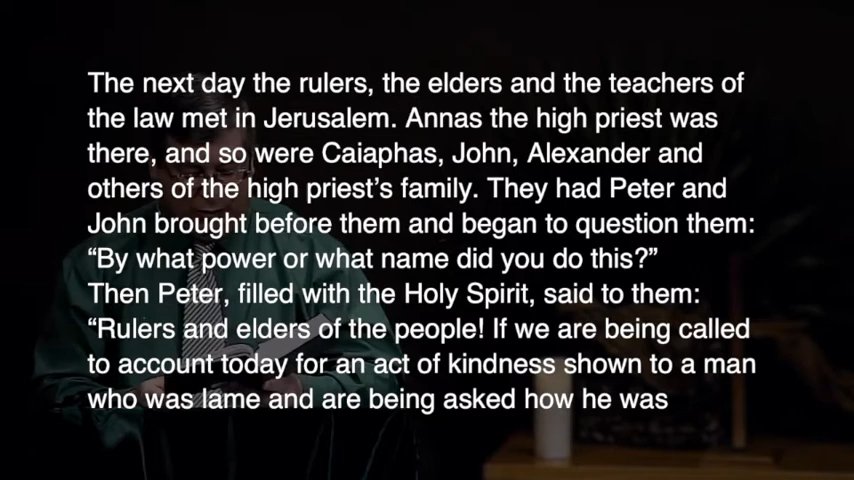 The next day the rulers, the elders and the teachers of
the law met in Jerusalem. Annas the high priest was
there, and so were Caiaphas, John, Alexander and
others of the high priest’s family. They had Peter and
John brought before them and began to question them:
“By what power or what name did you do this?”
Then Peter, filled with the Holy Spirit, said to them:
“Rulers and elders of the people! If we are being called
to account today for an act of kindness shown to a man
who was lame and are being asked how he was